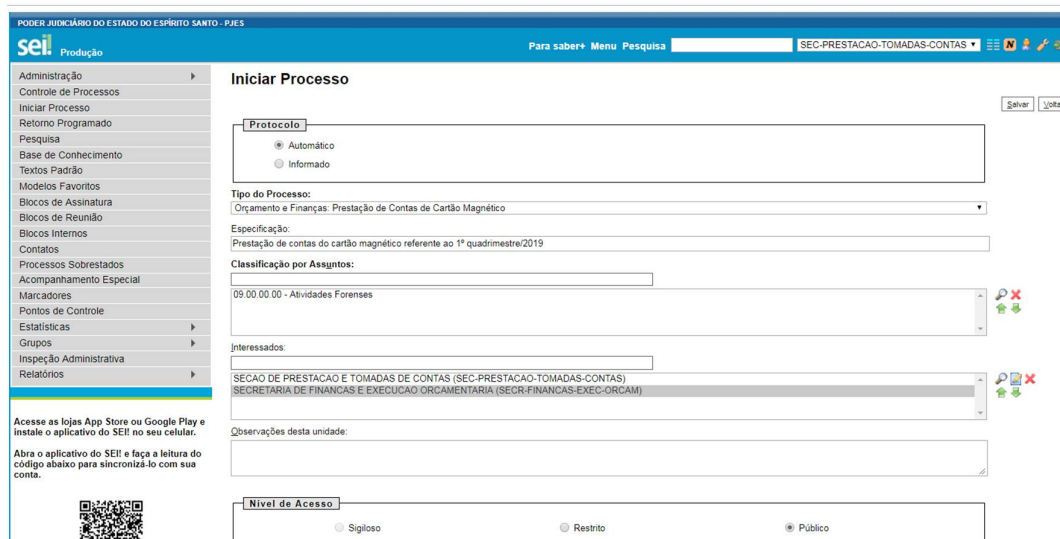 PODER JUDICIÁRIO DO ESTADO DO ESPÍRITO SANTO - PJES
sei! Produção
Para saber+ Menu Pesquisa
SEC-PRESTACAO-TOMADAS-CONTAS
N
Administração
Controle de Processos
Iniciar Processo
Retorno Programado
Pesquisa
Base de Conhecimento
Textos Padrão
Modelos Favoritos
Blocos de Assinatura
Blocos de Reunião
Blocos Internos
Contatos
Processos Sobrestados
Acompanhamento Especial
Marcadores
Pontos de Controle
Estatísticas
Grupos
Inspeção Administrativa
Relatórios
Acesse as lojas App Store ou Google Play e
instale o aplicativo do SEI! no seu celular.
Abra o aplicativo do SEI! e faça a leitura do
código abaixo para sincronizá-lo com sua
conta.
Iniciar Processo
Salvar
Volta
Protocolo
Automático
Informado
Tipo do Processo:
Orçamento e Finanças: Prestação de Contas de Cartão Magnético
Especificação:
Prestação de contas do cartão magnético referente ao 1º quadrimestre/2019
Classificação por Assuntos:
09.00.00.00 - Atividades Forenses
Interessados:
SECAO DE PRESTACAO E TOMADAS DE CONTAS (SEC-PRESTACAO-TOMADAS-CONTAS)
SECRETARIA DE FINANCAS E EXECUCAO ORCAMENTARIA (SECR-FINANCAS-EXEC-ORCAM)
Observações desta unidade:
Nível de Acesso
Sigiloso
Restrito
Público